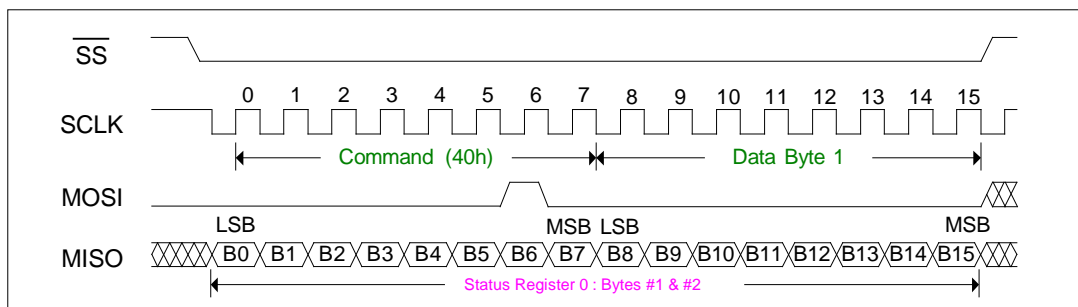 SS
0 1 2 3 4 5 6 7 8 9 10 11 12 13 14 15
SCLK
Command (40h) Data Byte 1
MOSI
LSB MSB LSB MSB
MISO B0 B1 B2 B3 B4 B5 B6 B7 B8 B9 B10 B11 B12 B13 B14 B15
Status Register 0 : Bytes #1 & #2